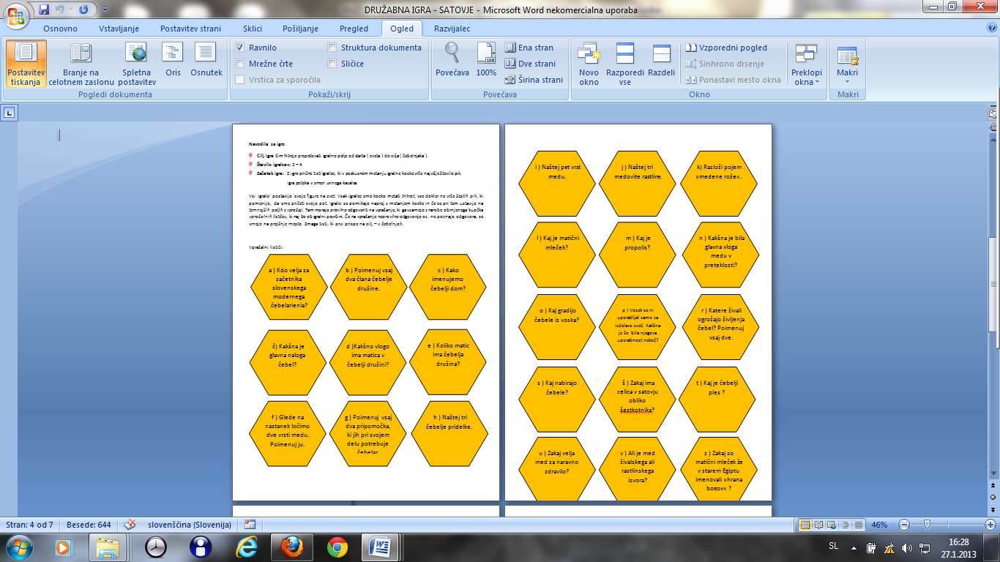 DRUŽABNA IGRA - SATOVJE - Microsoft Word nekomercialna uporaba
Osnovno Vstavljanje Postavitev strani Sklici Pošiljanje Pregled Ogled Razvijalec
Postavitev tiskanja
Branje na celotnem zaslonu
Spletna postavitev
Oris
Osnutek
Pogledi dokumenta
Ravnilo
Mrežne črte
Vrstica za sporočila
Struktura dokumenta
Sličice
Pokaži/skrij
Povečava
100%
Ena stran
Dve strani
Širina strani
Povečava
Novo okno
Razporedi vse
Razdeli
Vzporedni pogled
Sinhrono drsenje
Ponastavi mesto okna
Preklopi okna
Okno
Makri
Makri
Navodila za igro
Cilj igre: čim hitreje prepotovati igralno polje od starta ( cveta ) do cilja ( čebelnjaka ).
Število igralcev: 2 – 4
Začetek igre: Z igro prične tisti igralec, ki v poskusnem metanju igralne kocke vrže najvišje število pik.
Igra poteka v smeri urinega kazalca.
Vsi igralci postavijo svoje figure na cvet. Vsak igralec sme kocko metati trikrat, vse dokler ne vrže šestih pik, ki
pomenijo, da sme pričeti svojo pot. Igralci se pomikajo naprej z metanjem kocke in če se pri tem ustavijo na
temnejših poljih z vprašaji. Tam morajo pravilno odgovoriti na vprašanje, ki ga vzamejo z narobe obrnjenega kupčka
vprašalnih lističev, ki naj bo ob igralni površini. Če na vprašanje nepravilno odgovorijo oz. ne poznajo odgovora, se
vrnejo na prejšnje mesto. Zmaga tisti, ki prvi prispe na cilj – v čebelnjak.
Vprašalni lističi:
a ) Kdo velja za
začetnika
slovenskega
modernega
čebelarjenja?
b ) Poimenuj vsaj
dva člana čebelje
družine.
c ) Kako
imenujemo
čebelji dom?
č) Kakšna je
glavna naloga
čebel?
d )Kakšno vlogo
ima matica v
čebelji družini?
e ) Koliko matic
ima čebelja
družina?
f ) Glede na
nastanek ločimo
dve vrsti medu.
Poimenuj ju.
g ) Poimenuj vsaj
dva pripomočka,
ki jih pri svojem
delu potrebuje
čebelar.
h ) Naštej tri
čebelje pridelke.
i ) Naštej pet vrst
medu.
j ) Naštej tri
medovite rastline.
k) Razloži pojem
»medene rože«.
l ) Kaj je matični
mleček?
m ) Kaj je
propolis?
n ) Kakšna je bila
glavna vloga
medu v
preteklosti?
o ) Kaj gradijo
čebele iz voska?
p ) Vosek se ni
uporabljal samo za
izdelavo sveč. Kakšna
je še bila njegova
uporabnost nekoč?
r ) Katere živali
ogrožajo življenja
čebel? Poimenuj
vsaj dve.
s ) Kaj nabirajo
čebele?
š ) Zakaj ima
celica v satovju
obliko
šestkotnika?
t ) Kaj je čebelji
ples ?
u ) Zakaj velja
med za naravno
zdravilo?
v ) Ali je med
živalskega ali
rastlinskega
izvora?
z ) Zakaj so
matični mleček že
v starem Egiptu
imenovali »hrana
bogov« ?
Stran: 4 od 7 Besede: 644 slovenščina (Slovenija) 46%
SL 16:28
27.1.2013